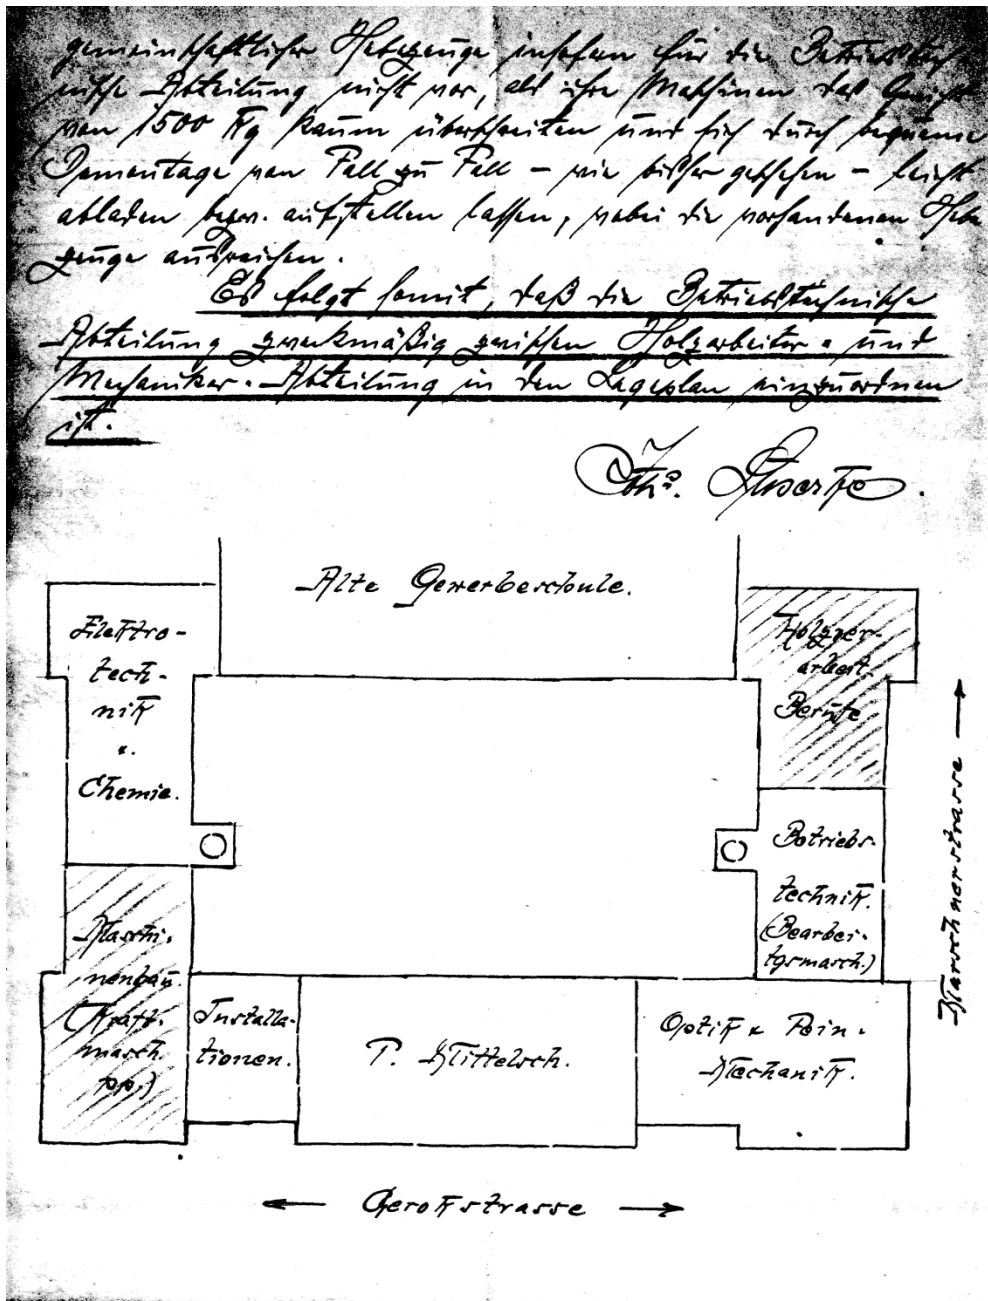 gemeinschaftlicher Hebezeuge insofern für die Betriebstech-
nische Abteilung nicht vor, als ihre Maschinen das Gewicht
von 1500 Kg kaum überschreiten und sich durch bequeme
Demontage von Fall zu Fall – wie bisher geschehen – leicht
abladen bezw. aufstellen lassen, wobei die vorhandenen Hebe
zeuge ausreichen.
Es folgt somit, daß die Betriebstechnische
Abteilung zweckmäßig zwischen Holzarbeiter- und
Mechaniker-Abteilung in den Lageplan einzuordnen
ist.
Alte Gewerbeschule.
Elektro-
tech-
nik
u.
Chemie.
Holzver-
arbeit.
Berufe
Betriebs-
technik.
(Bearbei-
tgsmasch.)
Marschnerstrasse
Maschi-
nenbau.
(Kraft-
masch.
pp.)
Installa-
tionen.
P. Mittelsch.
Optik u Fein-
Mechanik.
Gerokstrasse